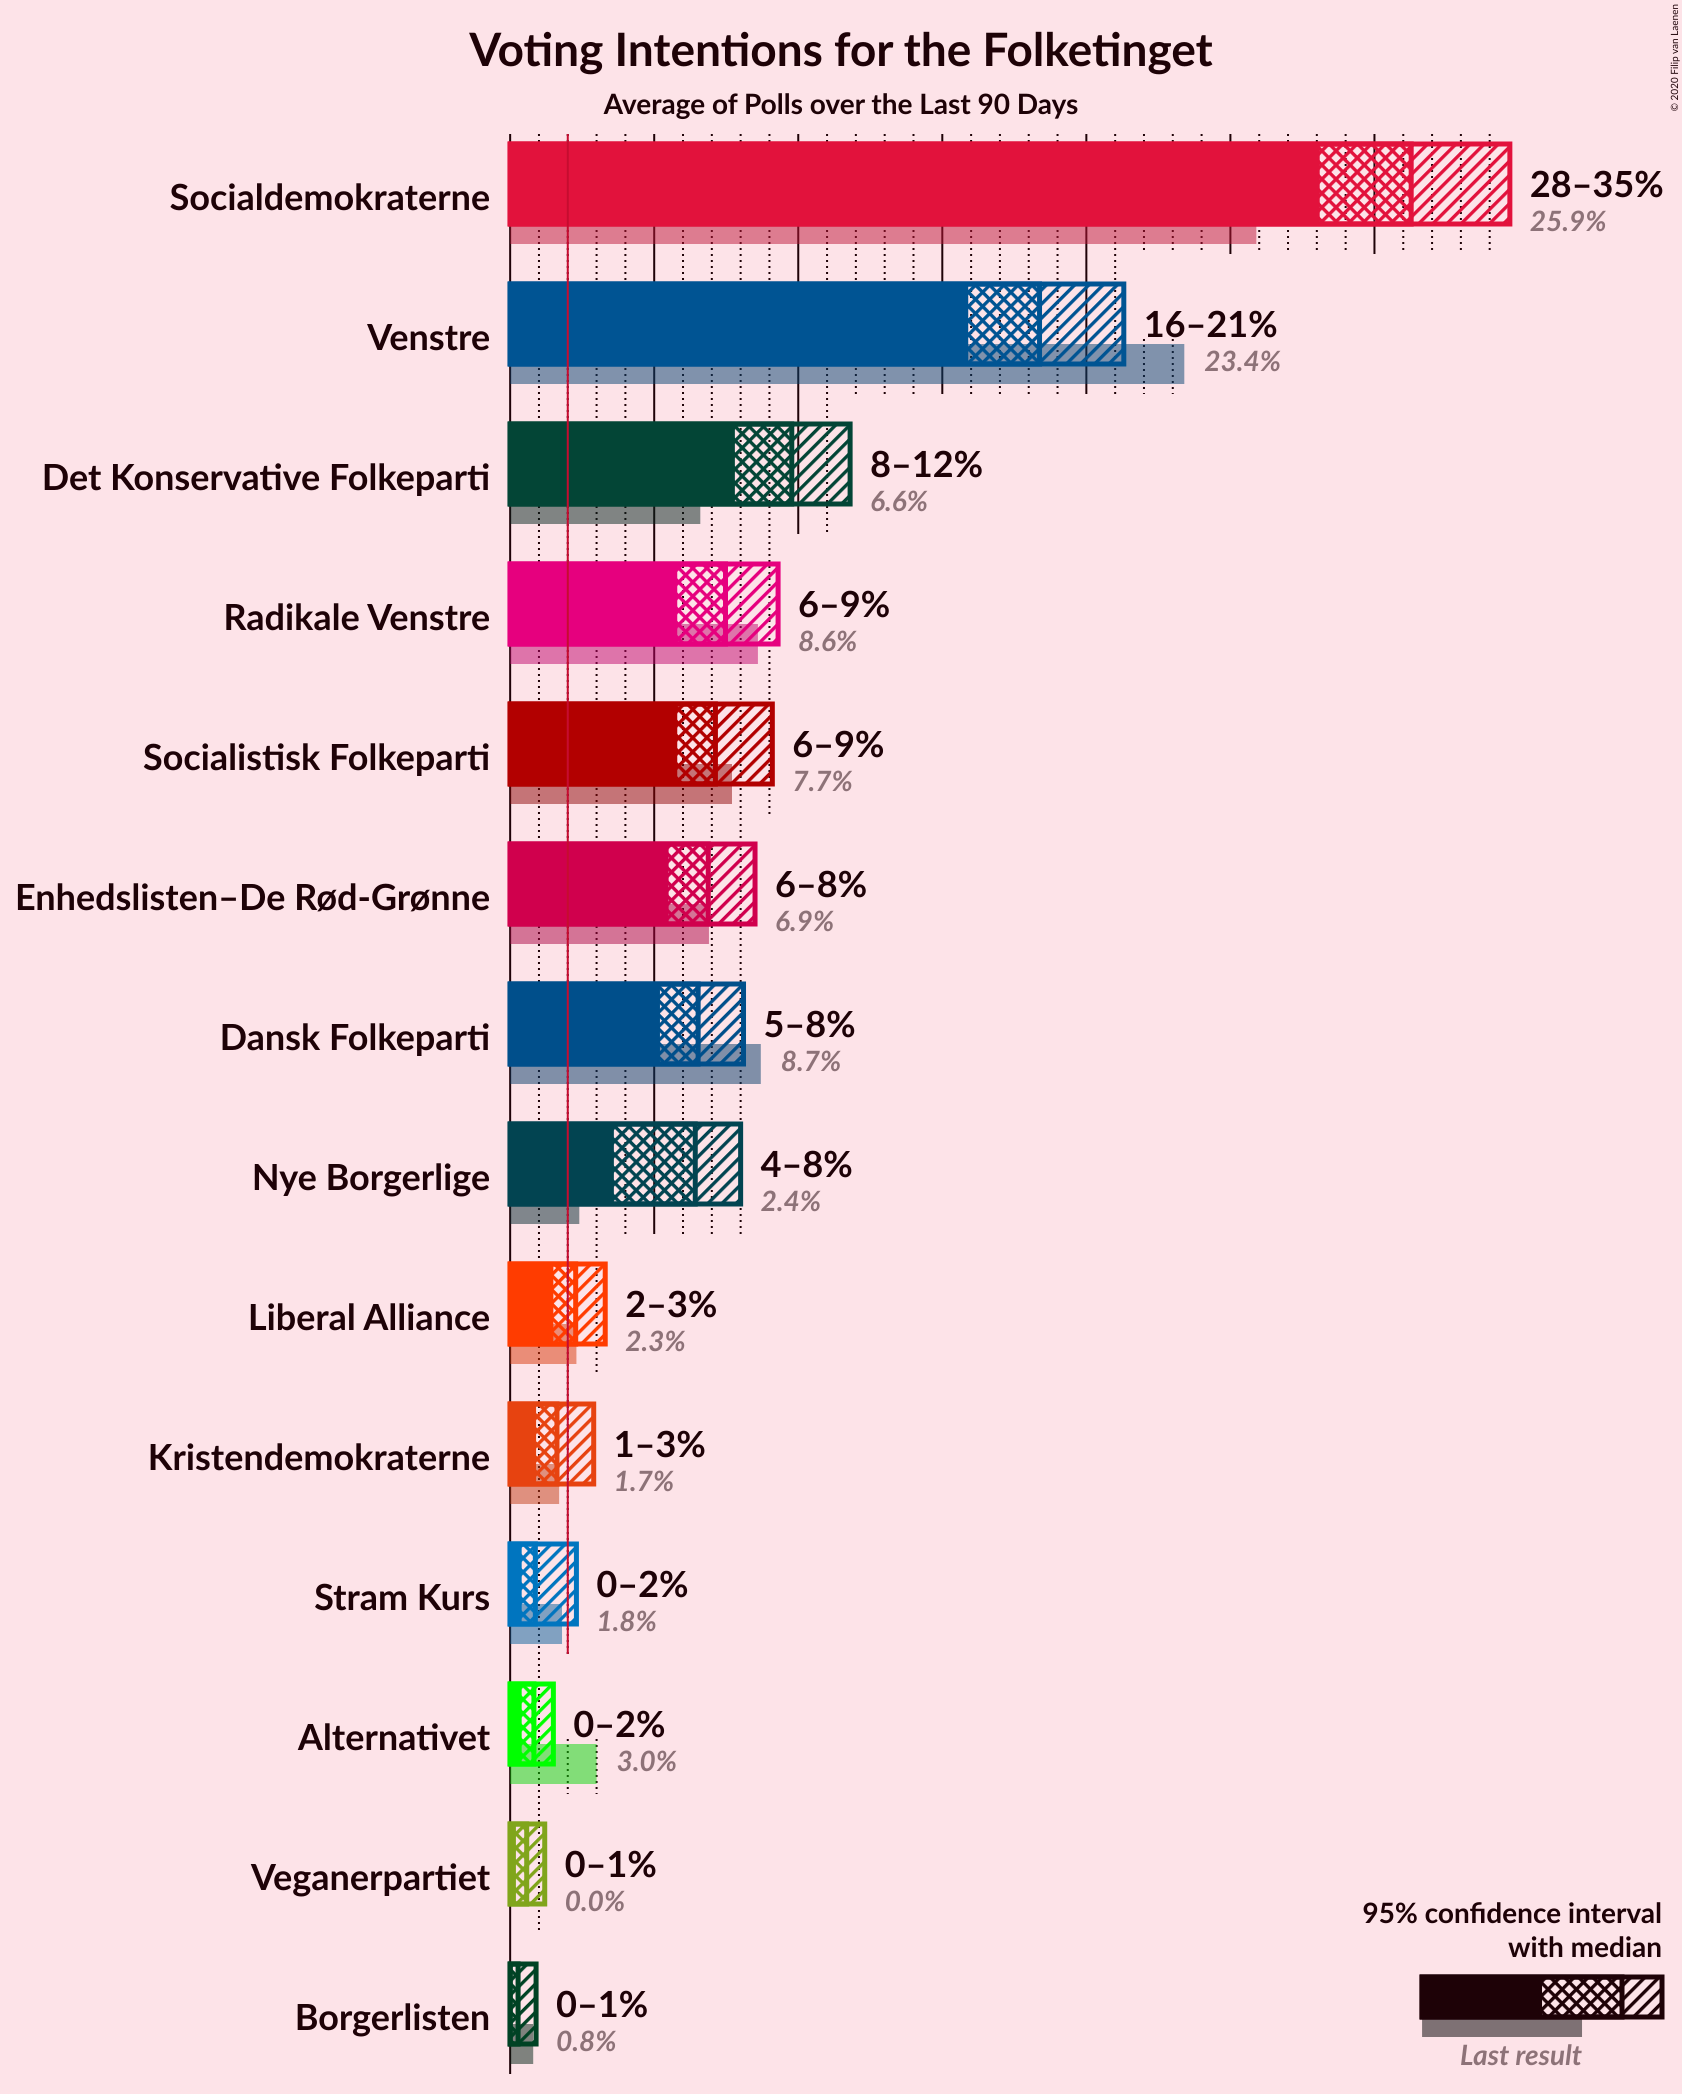 © 2020 Filip van Laenen
Voting Intentions for the Folketinget
Average of Polls over the Last 90 Days
Socialdemokraterne
28–35%
25.9%
Venstre
16–21%
23.4%
Det Konservative Folkeparti
8–12%
6.6%
Radikale Venstre
6–9%
8.6%
Socialistisk Folkeparti
6–9%
7.7%
Enhedslisten–De Rød-Grønne
6–8%
6.9%
Dansk Folkeparti
5–8%
8.7%
Nye Borgerlige
4–8%
2.4%
Liberal Alliance
2–3%
2.3%
Kristendemokraterne
1–3%
1.7%
Stram Kurs
0–2%
1.8%
Alternativet
0–2%
3.0%
Veganerpartiet
0–1%
0.0%
Borgerlisten
0–1%
0.8%
95% confidence interval
with median
Last result